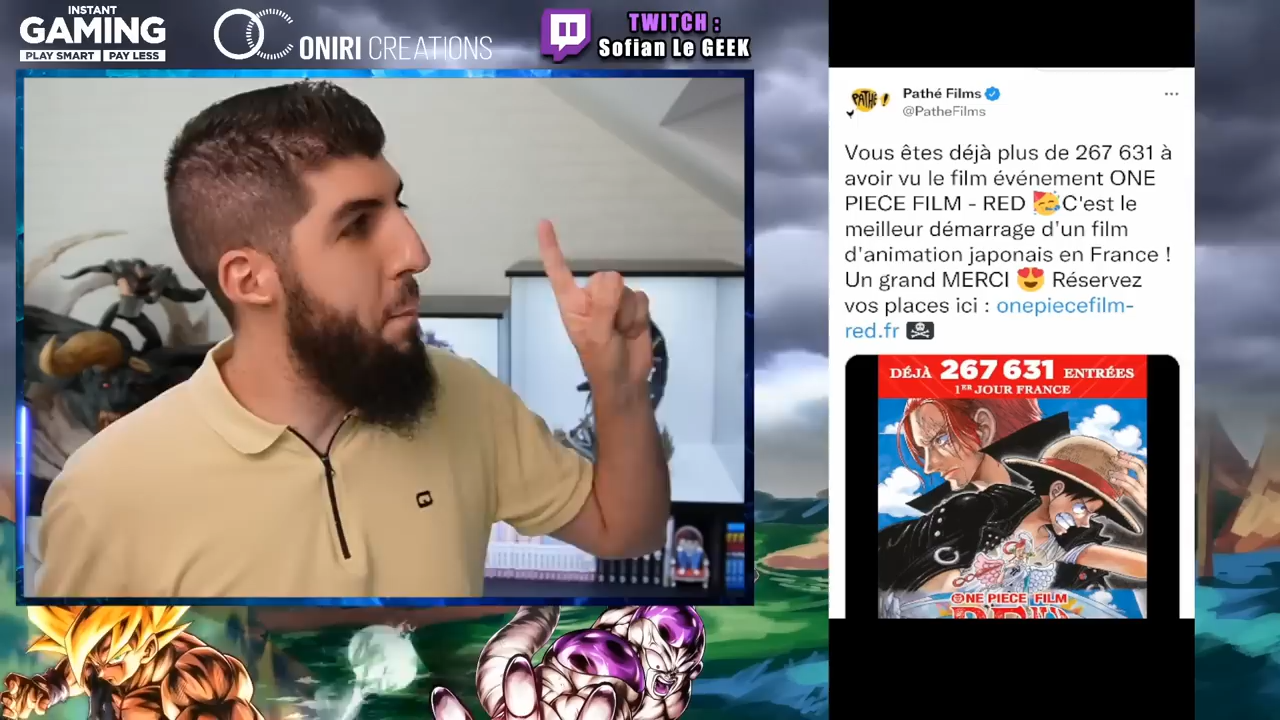 INSTANT
GAMING
PLAY SMART PAY LESS
ONIRI CREATIONS
TWITCH :
Sofian Le GEEK
PATHÉ !
Pathé Films
@PatheFilms
Vous êtes déjà plus de 267 631 à
avoir vu le film événement ONE
PIECE FILM - RED 🥳C'est le
meilleur démarrage d'un film
d'animation japonais en France !
Un grand MERCI 😍 Réservez
vos places ici : onepiecefilm-
red.fr 🏴‍☠️
DÉJÀ 267 631 ENTRÉES
1ER JOUR FRANCE
ONE PIECE FILM
RED